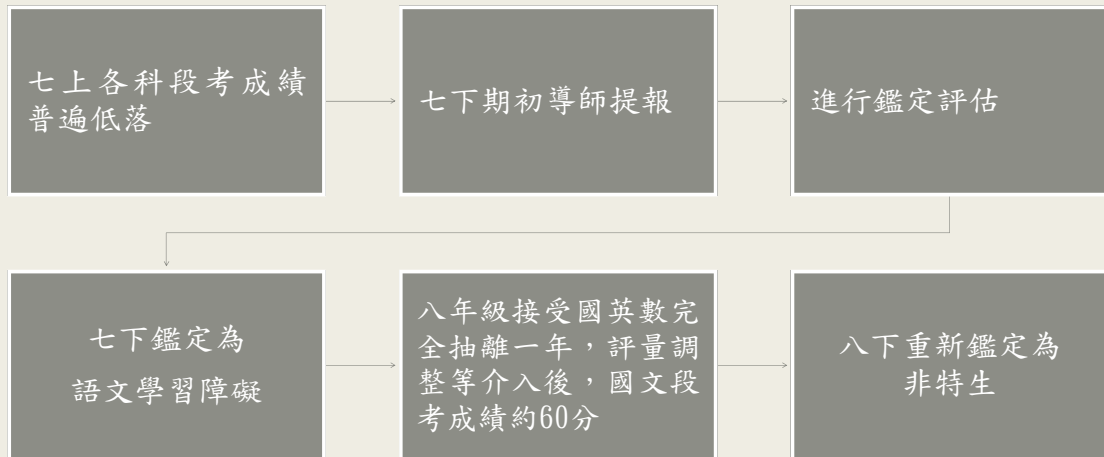 七上各科段考成績
普遍低落
七下期初導師提報
進行鑑定評估
七下鑑定為
語文學習障礙
八年級接受國英數完
全抽離一年，評量調
整等介入後，國文段
考成績約60分
八下重新鑑定為
非特生